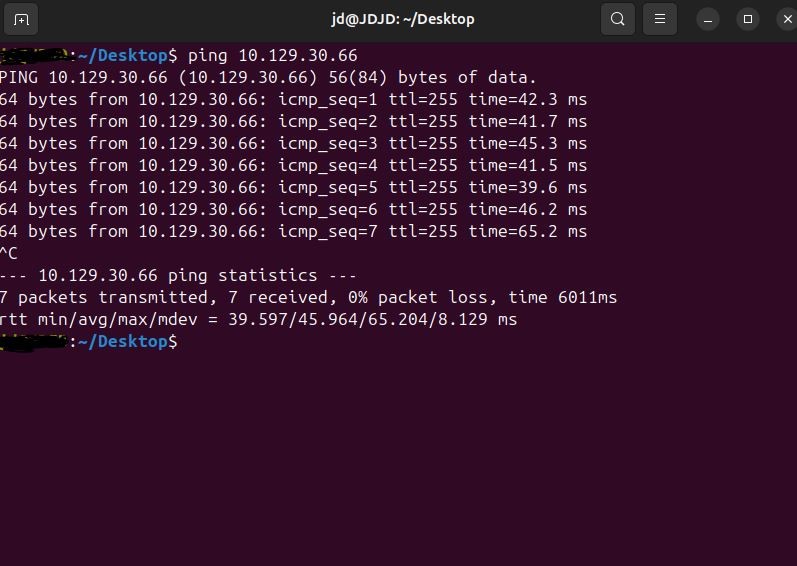 jd@JDJD: ~/Desktop
:~/Desktop$ ping 10.129.30.66
PING 10.129.30.66 (10.129.30.66) 56(84) bytes of data.
64 bytes from 10.129.30.66: icmp_seq=1 ttl=255 time=42.3 ms
64 bytes from 10.129.30.66: icmp_seq=2 ttl=255 time=41.7 ms
64 bytes from 10.129.30.66: icmp_seq=3 ttl=255 time=45.3 ms
64 bytes from 10.129.30.66: icmp_seq=4 ttl=255 time=41.5 ms
64 bytes from 10.129.30.66: icmp_seq=5 ttl=255 time=39.6 ms
64 bytes from 10.129.30.66: icmp_seq=6 ttl=255 time=46.2 ms
64 bytes from 10.129.30.66: icmp_seq=7 ttl=255 time=65.2 ms
^C
--- 10.129.30.66 ping statistics ---
7 packets transmitted, 7 received, 0% packet loss, time 6011ms
rtt min/avg/max/mdev = 39.597/45.964/65.204/8.129 ms
:~/Desktop$